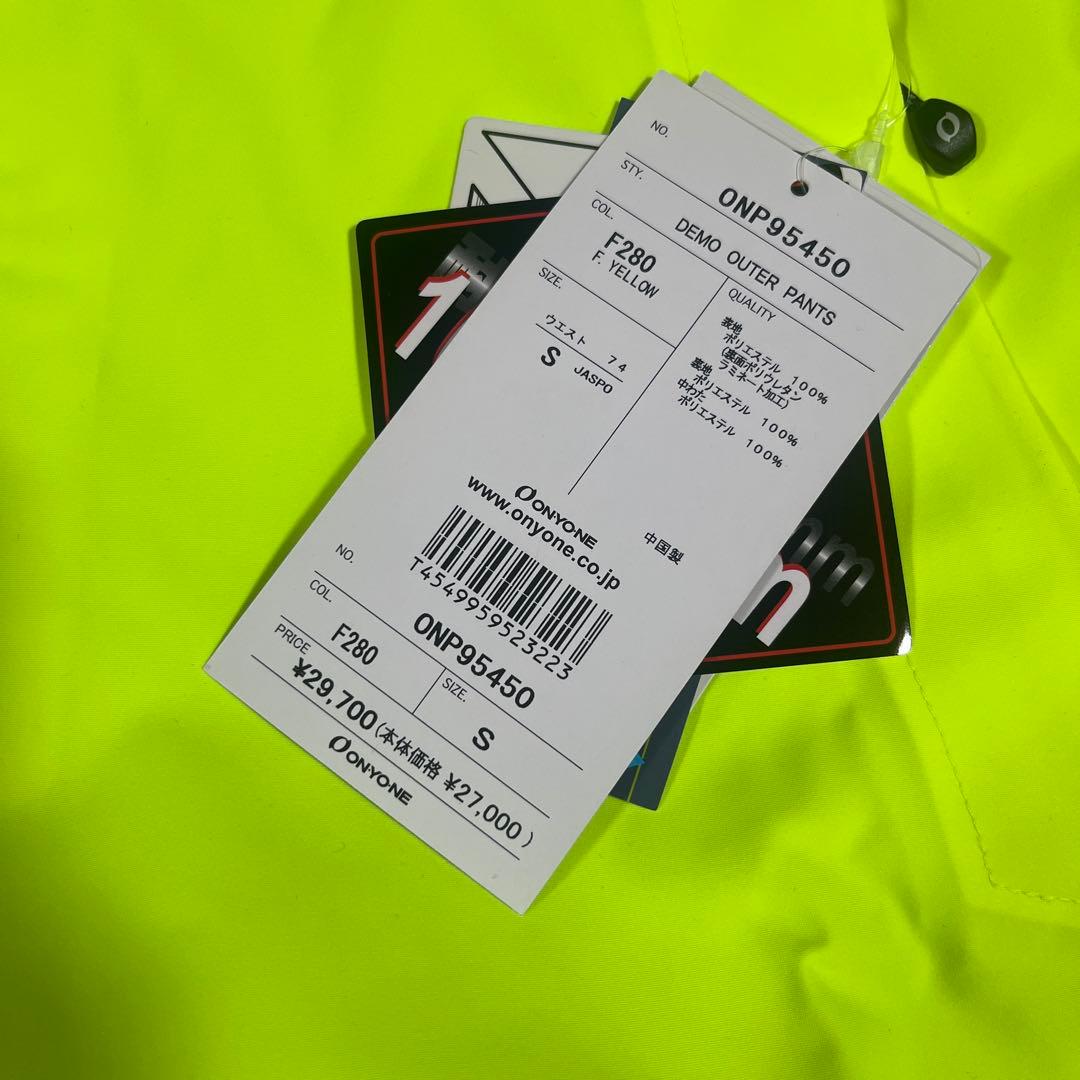 NO.
ONP95450
STY.
DEMO OUTER PANTS
COL.
F280
F. YELLOW
SIZE.
ウエスト 74
S JASPO
QUALITY
表地
ポリエステル 100%
(裏面ポリウレタン
ラミネート加工)
裏地
ポリエステル 100%
中わた
ポリエステル 100%
ONYONE
www.onyone.co.jp
中国製
T4549959523223
NO.
ONP95450
COL.
F280
SIZE.
S
PRICE
¥29,700(本体価格 ¥27,000)
ONYONE